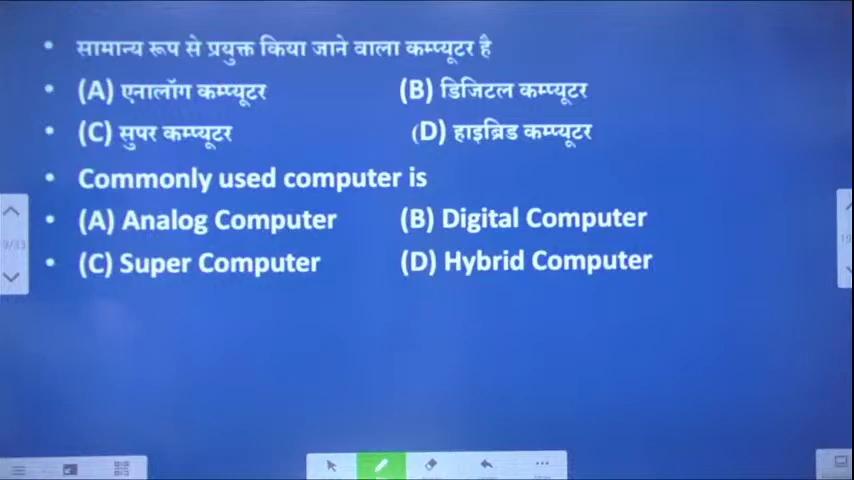 • सामान्य रूप से प्रयुक्त किया जाने वाला कम्प्यूटर है
• (A) एनालॉग कम्प्यूटर (B) डिजिटल कम्प्यूटर
• (C) सुपर कम्प्यूटर (D) हाइब्रिड कम्प्यूटर
• Commonly used computer is
• (A) Analog Computer (B) Digital Computer
• (C) Super Computer (D) Hybrid Computer